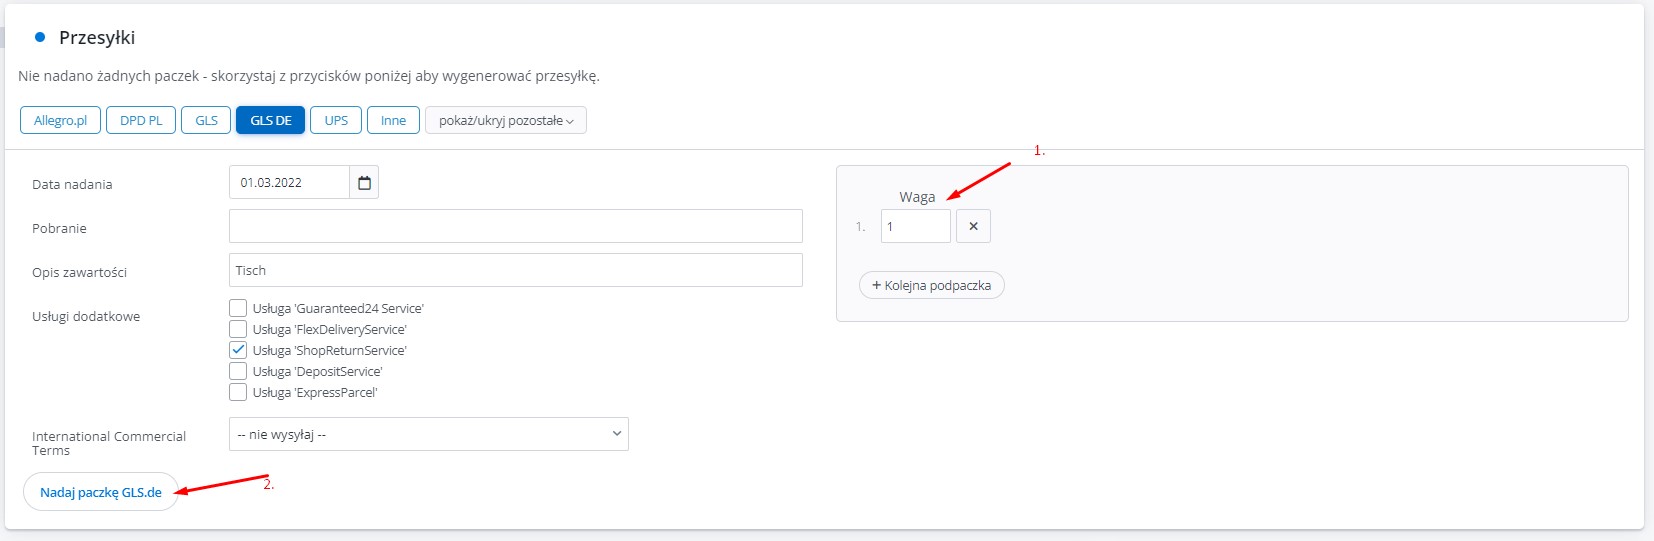 Przesyłki
Nie nadano żadnych paczek - skorzystaj z przycisków poniżej aby wygenerować przesyłkę.
Allegro.pl DPD PL GLS GLS DE UPS Inne pokaż/ukryj pozostałe
1.
Data nadania 01.03.2022
Waga
1. 1 ×
Pobranie
Opis zawartości Tisch
+ Kolejna podpaczka
Usługi dodatkowe Usługa 'Guaranteed24 Service'
Usługa 'FlexDeliveryService'
Usługa 'ShopReturnService'
Usługa 'DepositService'
Usługa 'ExpressParcel'
International Commercial
Terms
-- nie wysyłaj --
Nadaj paczkę GLS.de
2.